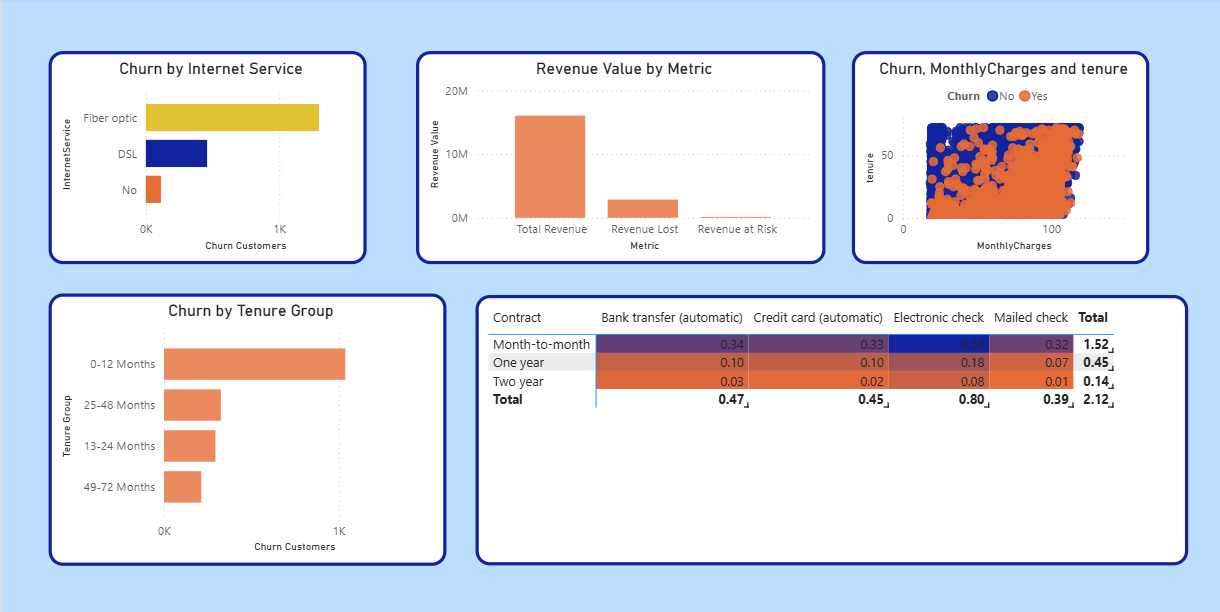 Churn by Internet Service
InternetService
Fiber optic
DSL
No
0K 1K
Churn Customers
Revenue Value by Metric
Revenue Value
20M
10M
0M
Total Revenue Revenue Lost Revenue at Risk
Metric
Churn, MonthlyCharges and tenure
Churn No Yes
tenure
50
0
0 100
MonthlyCharges
Churn by Tenure Group
Tenure Group
0-12 Months
25-48 Months
13-24 Months
49-72 Months
0K 1K
Churn Customers
Contract Bank transfer (automatic) Credit card (automatic) Electronic check Mailed check Total
Month-to-month 0.34 0.33 0.54 0.32 1.52
One year 0.10 0.10 0.18 0.07 0.45
Two year 0.03 0.02 0.08 0.01 0.14
Total 0.47 0.45 0.80 0.39 2.12